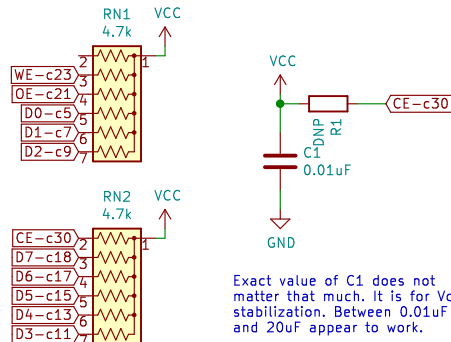 RN1
4.7k
VCC
1
2
WE-c23
3
OE-c21
4
D0-c5
5
D1-c7
6
D2-c9
7
VCC
DNP
R1
CE-c30
C1
0.01uF
GND
RN2
4.7k
VCC
1
CE-c30
2
D7-c18
3
D6-c17
4
D5-c15
5
D4-c13
6
D3-c11
7
Exact value of C1 does not
matter that much. It is for
stabilization. Between 0.01uF
and 20uF appear to work.